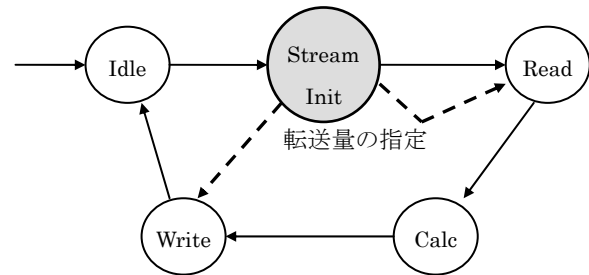 Idle
Stream
Init
Read
転送量の指定
Write
Calc